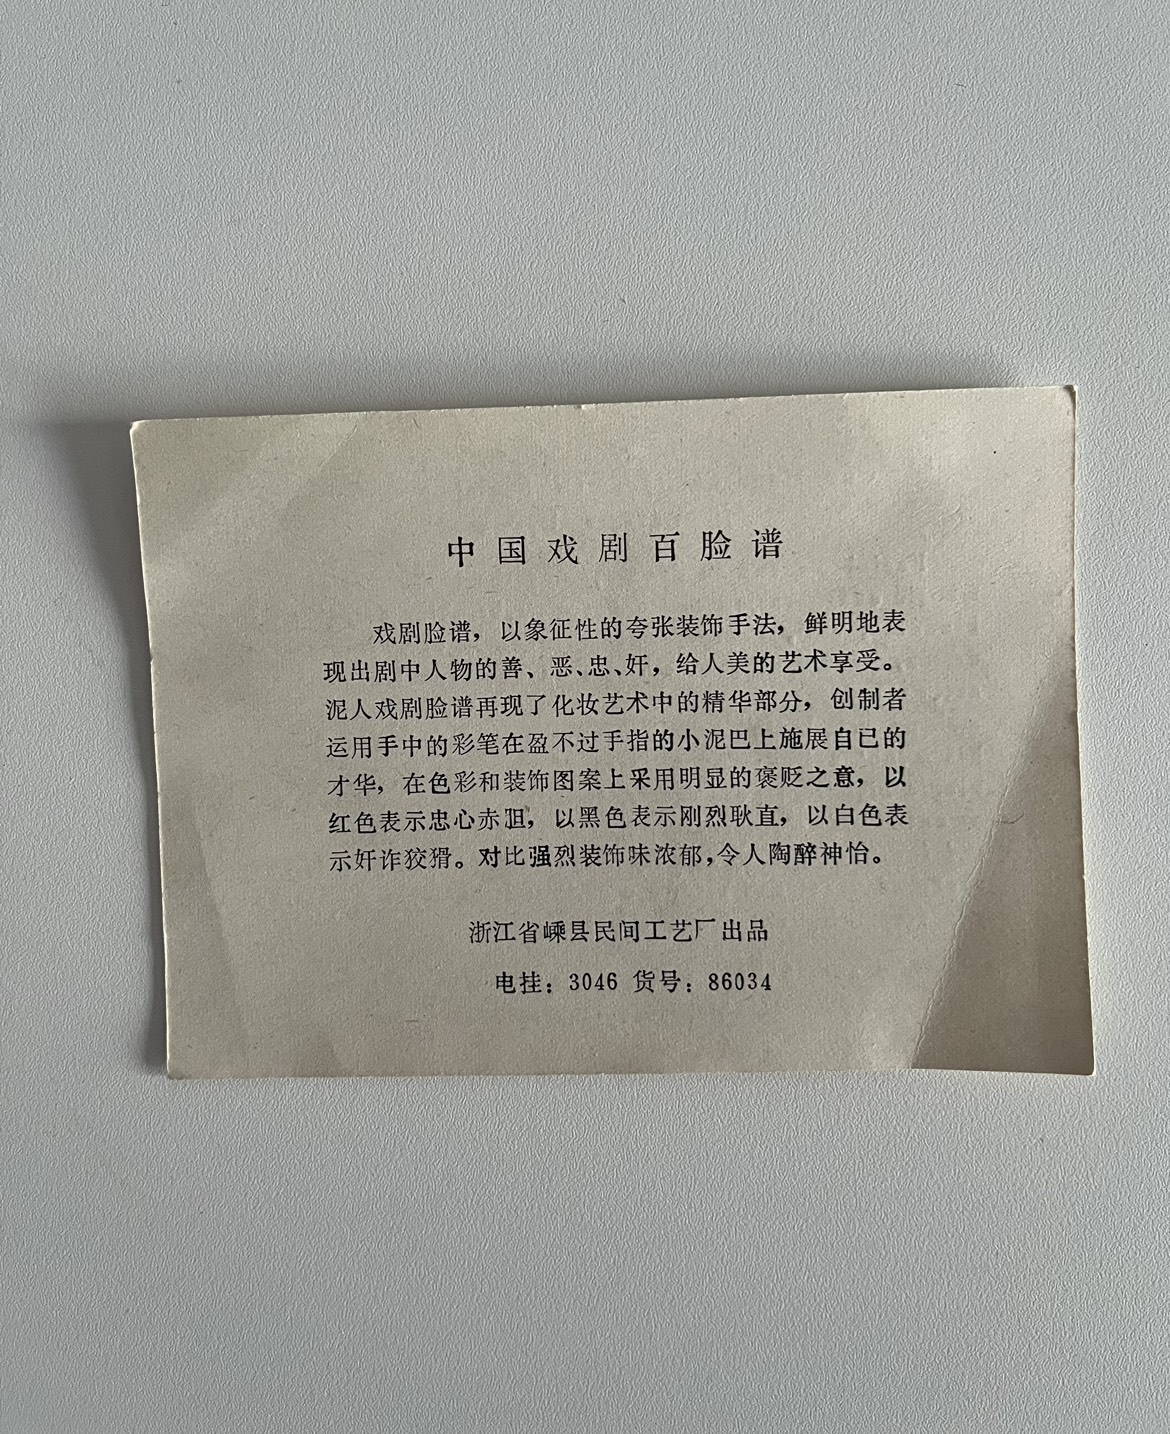 中国戏剧百脸谱
戏剧脸谱，以象征性的夸张装饰手法，鲜明地表
现出剧中人物的善、恶、忠、奸，给人美的艺术享受。
泥人戏剧脸谱再现了化妆艺术中的精华部分，创制者
运用手中的彩笔在盈不过手指的小泥巴上施展自已的
才华，在色彩和装饰图案上采用明显的褒贬之意，以
红色表示忠心赤胆，以黑色表示刚烈耿直，以白色表
示奸诈狡猾。对比强烈装饰味浓郁，令人陶醉神怡。
浙江省嵊县民间工艺厂出品
电挂：3046 货号：86034